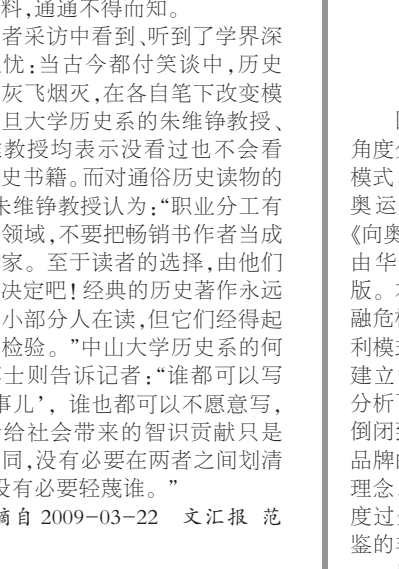 料,通通不得而知。
者采访中看到、听到了学界深
忧:当古今都付笑谈中,历史
灰飞烟灭,在各自笔下改变模
旦大学历史系的朱维铮教授、
教授均表示没看过也不会看
史书籍。而对通俗历史读物的
朱维铮教授认为:“职业分工有
领域,不要把畅销书作者当成
家。至于读者的选择,由他们
决定吧!经典的历史著作永远
小部分人在读,但它们经得起
检验。”中山大学历史系的何
士则告诉记者:“谁都可以写
事儿’,谁也都可以不愿意写,
给社会带来的智识贡献只是
同,没有必要在两者之间划清
没有必要轻蔑谁。”
摘自 2009-03-22 文汇报 范
角度
模式
奥运
《向奥
由华
版。
融危
利模
建立
分析
倒闭
品牌
理念
度过
鉴的